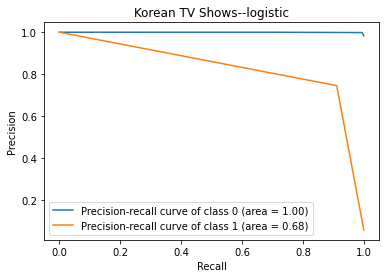 Korean TV Shows--logistic
Precision
1.0
0.8
0.6
0.4
0.2
Precision-recall curve of class 0 (area = 1.00)
Precision-recall curve of class 1 (area = 0.68)
0.0 0.2 0.4 0.6 0.8 1.0
Recall